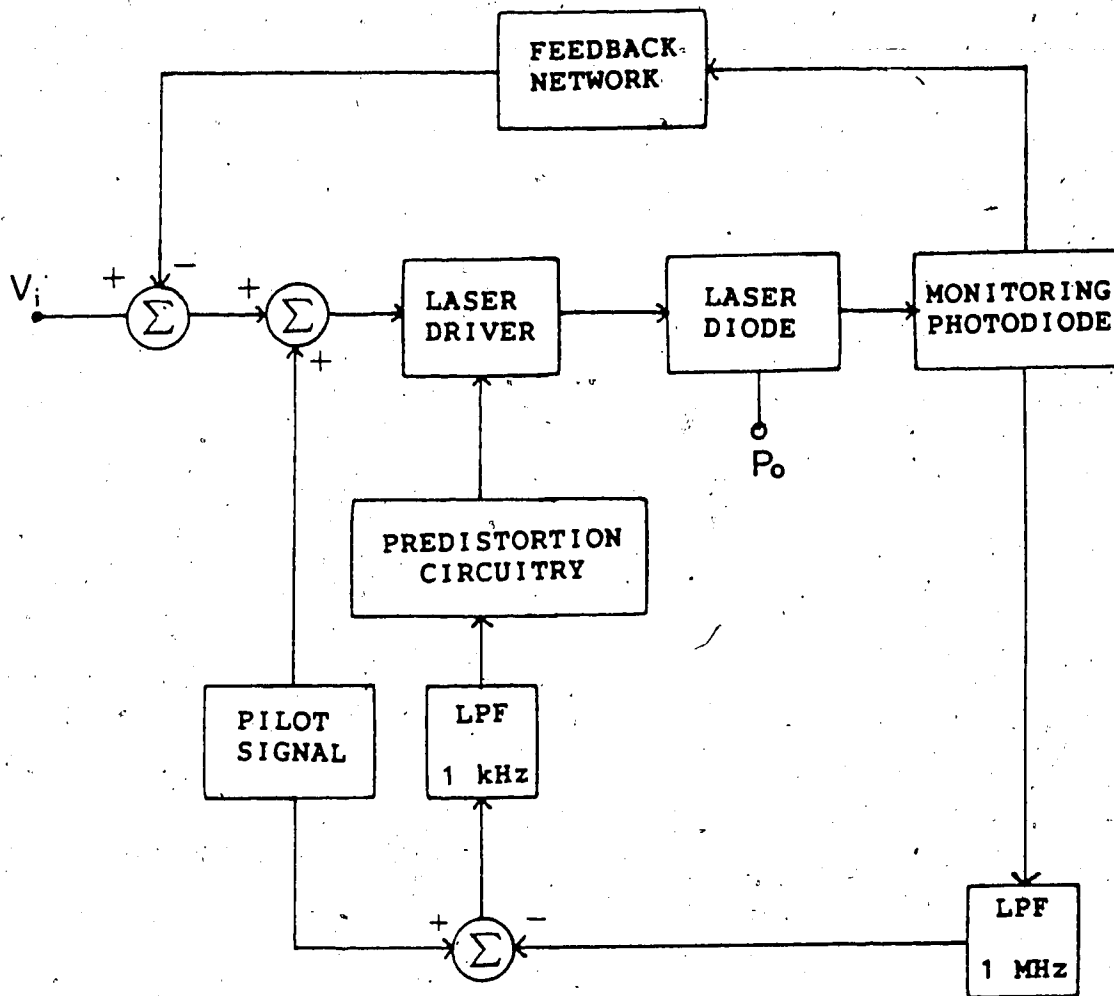 FEEDBACK
NETWORK
Vi
+
−
Σ
+
Σ
+
LASER
DRIVER
LASER
DIODE
MONITORING
PHOTODIODE
Po
PREDISTORTION
CIRCUITRY
PILOT
SIGNAL
LPF
1 kHz
+
Σ
−
LPF
1 MHz